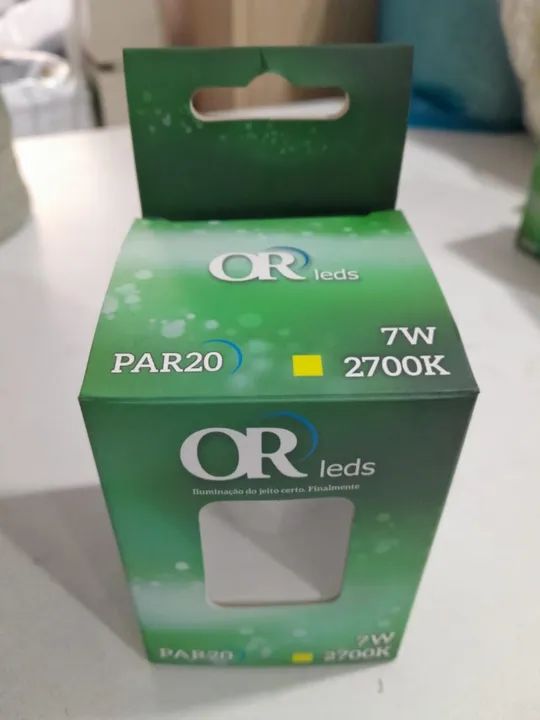 OR leds
7W
PAR20 2700K
OR leds
Iluminação do jeito certo. Finalmente
7W
PAR20 2700K